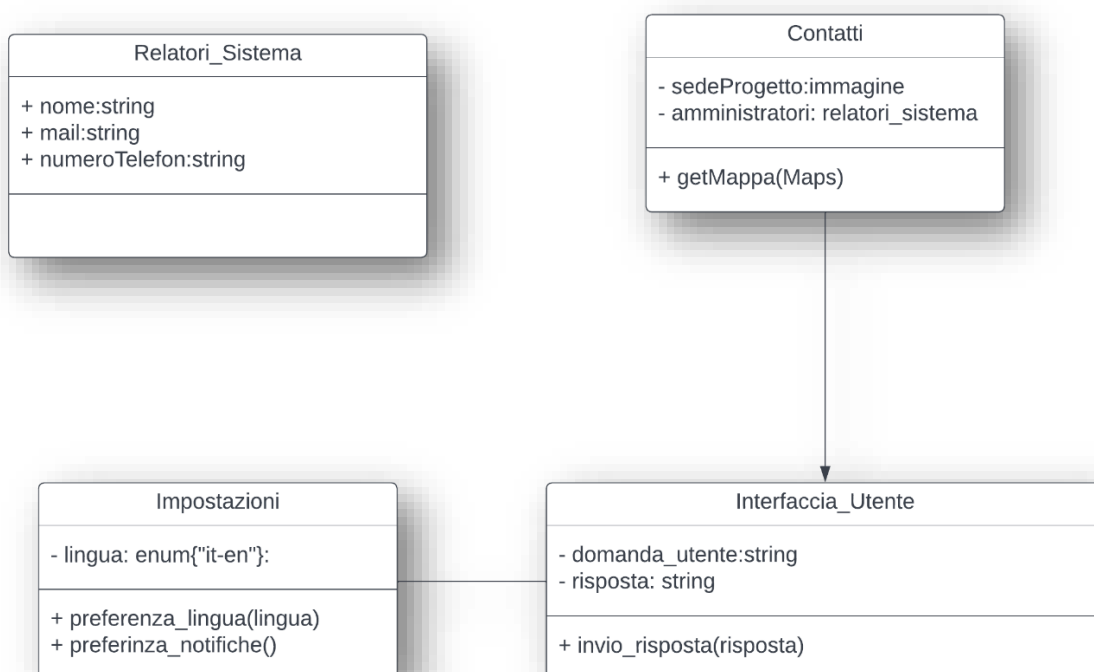 Relatori_Sistema
+ nome:string
+ mail:string
+ numeroTelefon:string
Contatti
- sedeProgetto:immagine
- amministratori: relatori_sistema
+ getMappa(Maps)
Impostazioni
- lingua: enum{"it-en"}:
+ preferenza_lingua(lingua)
+ preferinza_notifiche()
Interfaccia_Utente
- domanda_utente:string
- risposta: string
+ invio_risposta(risposta)